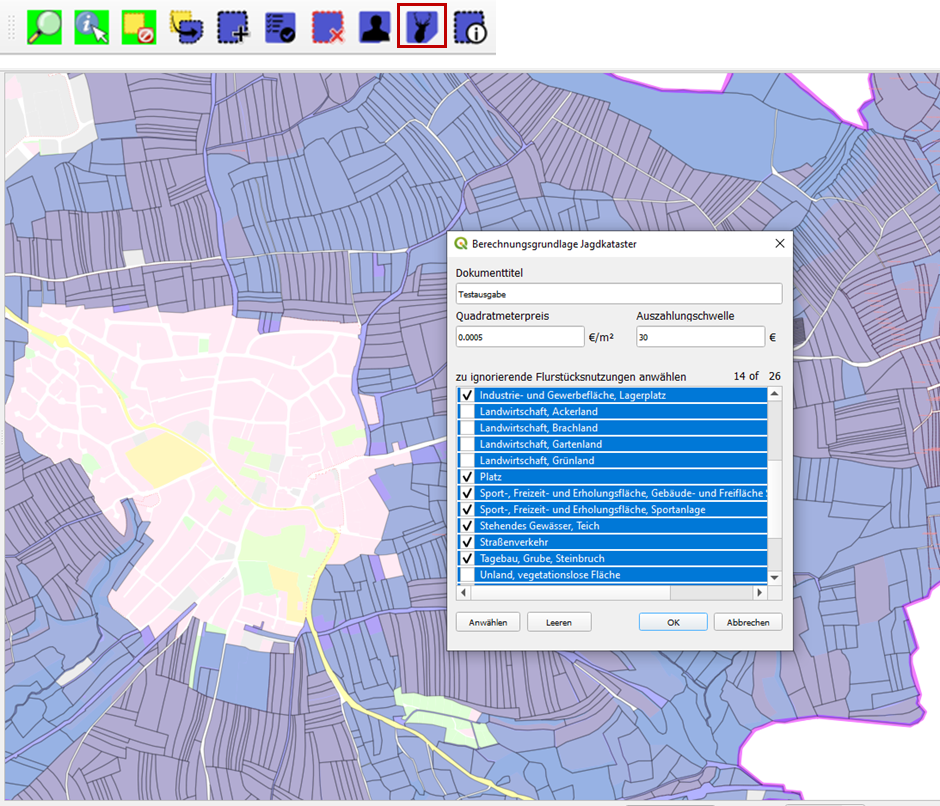 Berechnungsgrundlage Jagdkataster
Dokumenttitel
Testausgabe
Quadratmeterpreis Auszahlungschwelle
0.0005 €/m² 30 €
zu ignorierende Flurstücksnutzungen anwählen 14 of 26
Industrie- und Gewerbefläche, Lagerplatz
Landwirtschaft, Ackerland
Landwirtschaft, Brachland
Landwirtschaft, Gartenland
Landwirtschaft, Grünland
Platz
Sport-, Freizeit- und Erholungsfläche, Gebäude- und Freifläche
Sport-, Freizeit- und Erholungsfläche, Sportanlage
Stehendes Gewässer, Teich
Straßenverkehr
Tagebau, Grube, Steinbruch
Unland, vegetationslose Fläche
Anwählen Leeren OK Abbrechen